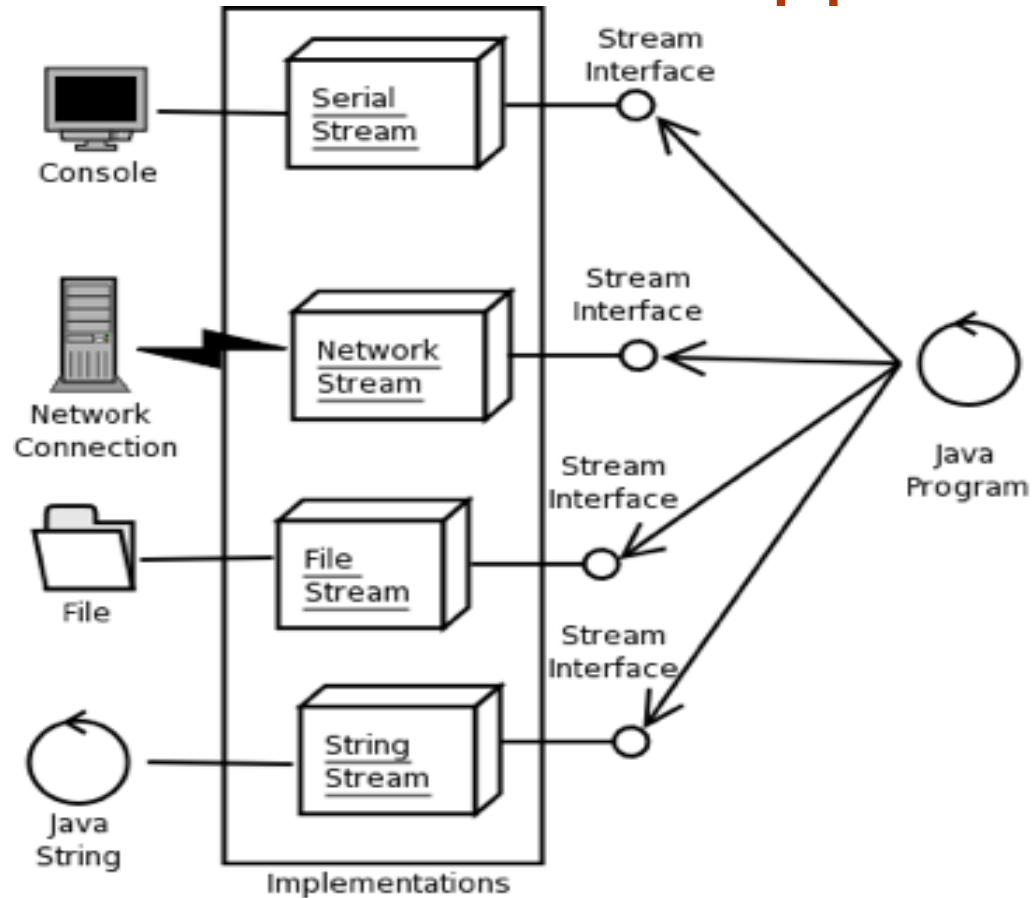 Stream
Interface
Serial
Stream
Console
Stream
Interface
Network
Stream
Network
Connection
Java
Program
Stream
Interface
File
Stream
File
Stream
Interface
String
Stream
Java
String
Implementations